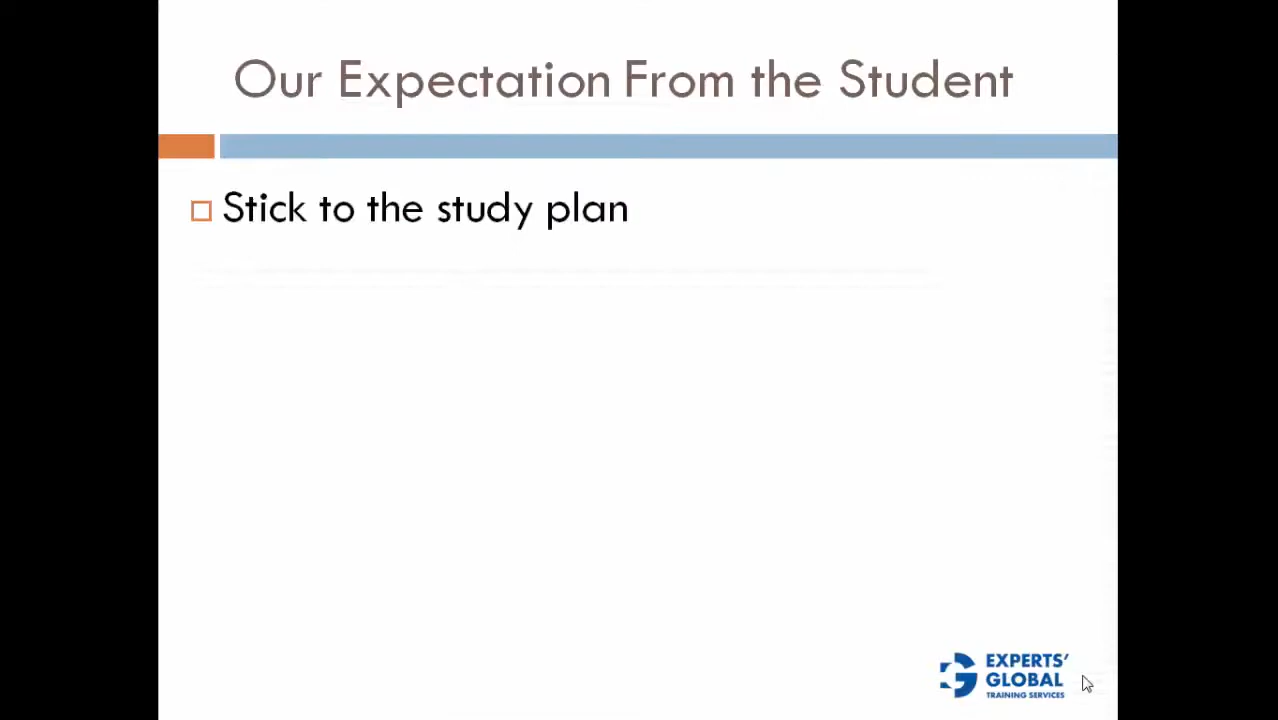 Our Expectation From the Student
Stick to the study plan
EXPERTS'
GLOBAL
TRAINING SERVICES